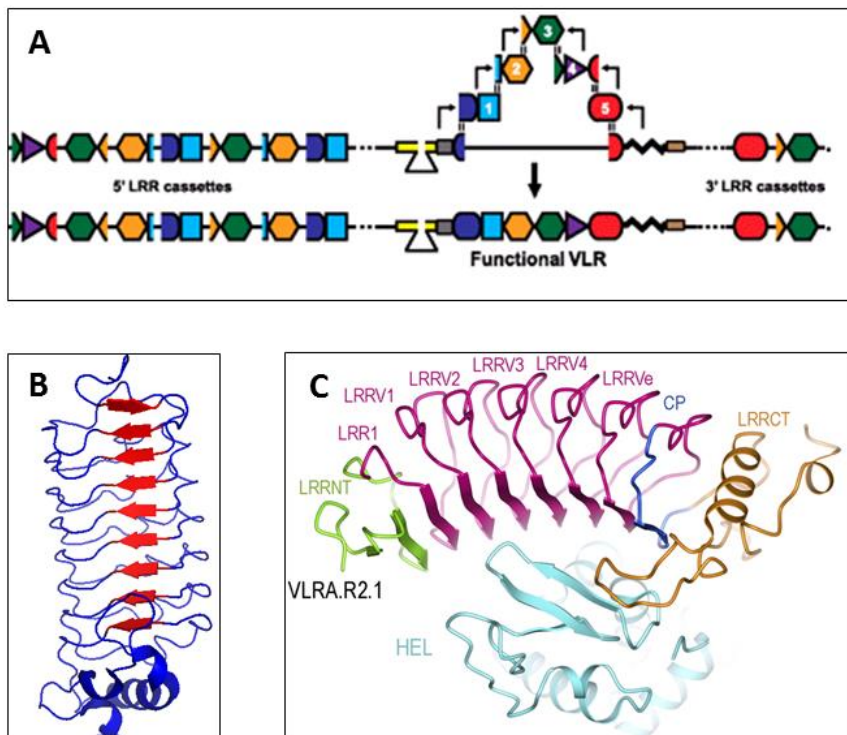 A
3
2
4
1
5
5' LRR cassettes
3' LRR cassettes
Functional VLR
B
C
LRRV3
LRRV4
LRRV2
LRRVe
LRRV1
CP
LRRCT
LRR1
LRRNT
VLRA.R2.1
HEL